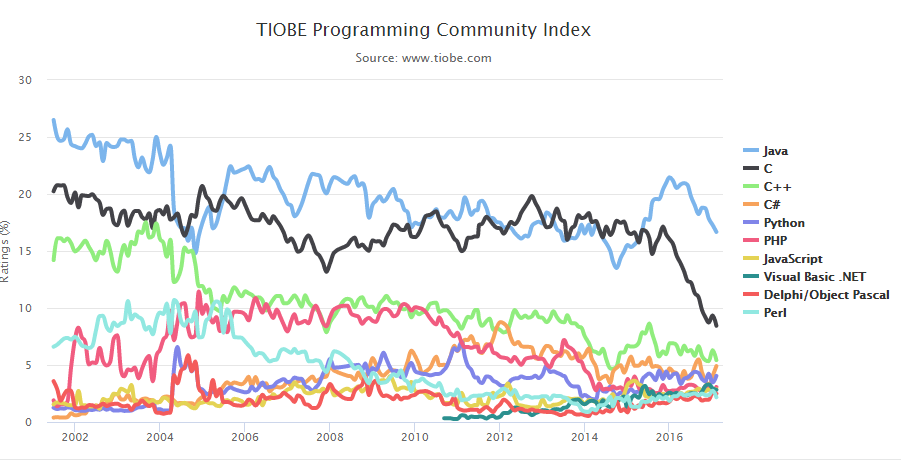 TIOBE Programming Community Index
Source: www.tiobe.com
Ratings (%)
30
25
20
15
10
5
0
2002 2004 2006 2008 2010 2012 2014 2016
Java
C
C++
C#
Python
PHP
JavaScript
Visual Basic .NET
Delphi/Object Pascal
Perl